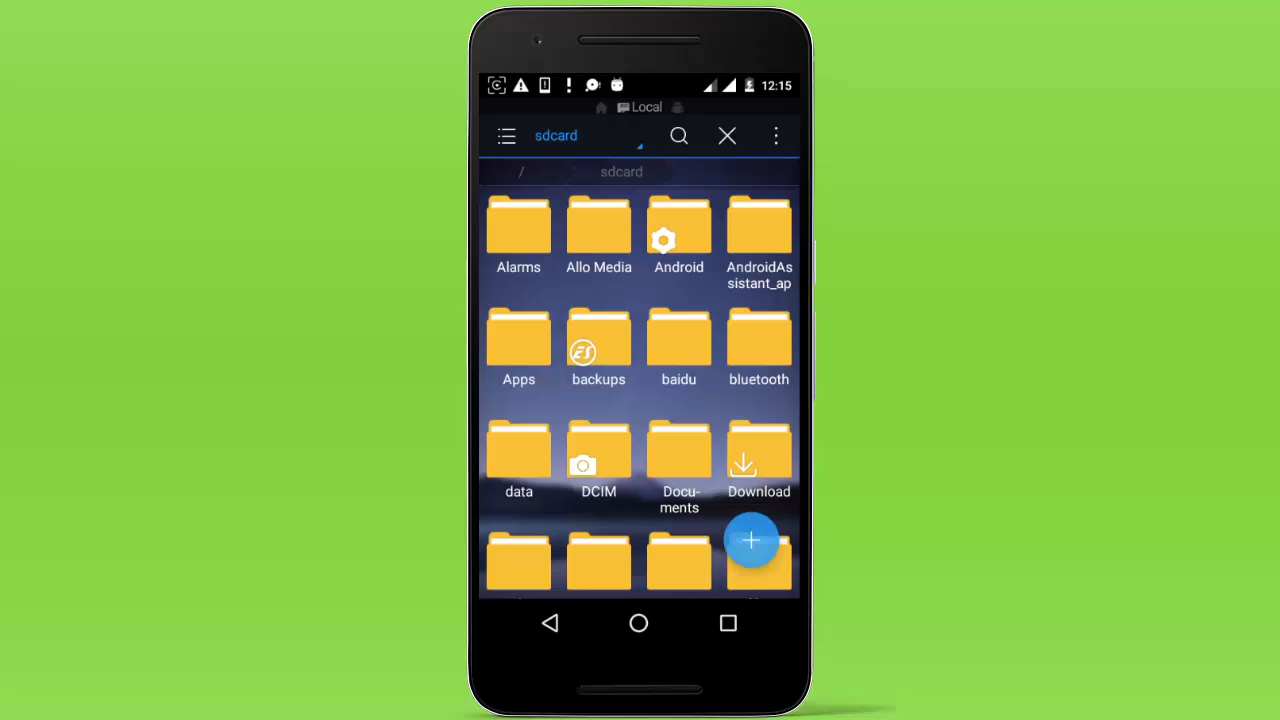 12:15
Local
sdcard
/ sdcard
Alarms Allo Media Android AndroidAs
sistant_ap
Apps backups baidu bluetooth
data DCIM Docu- Download
ments